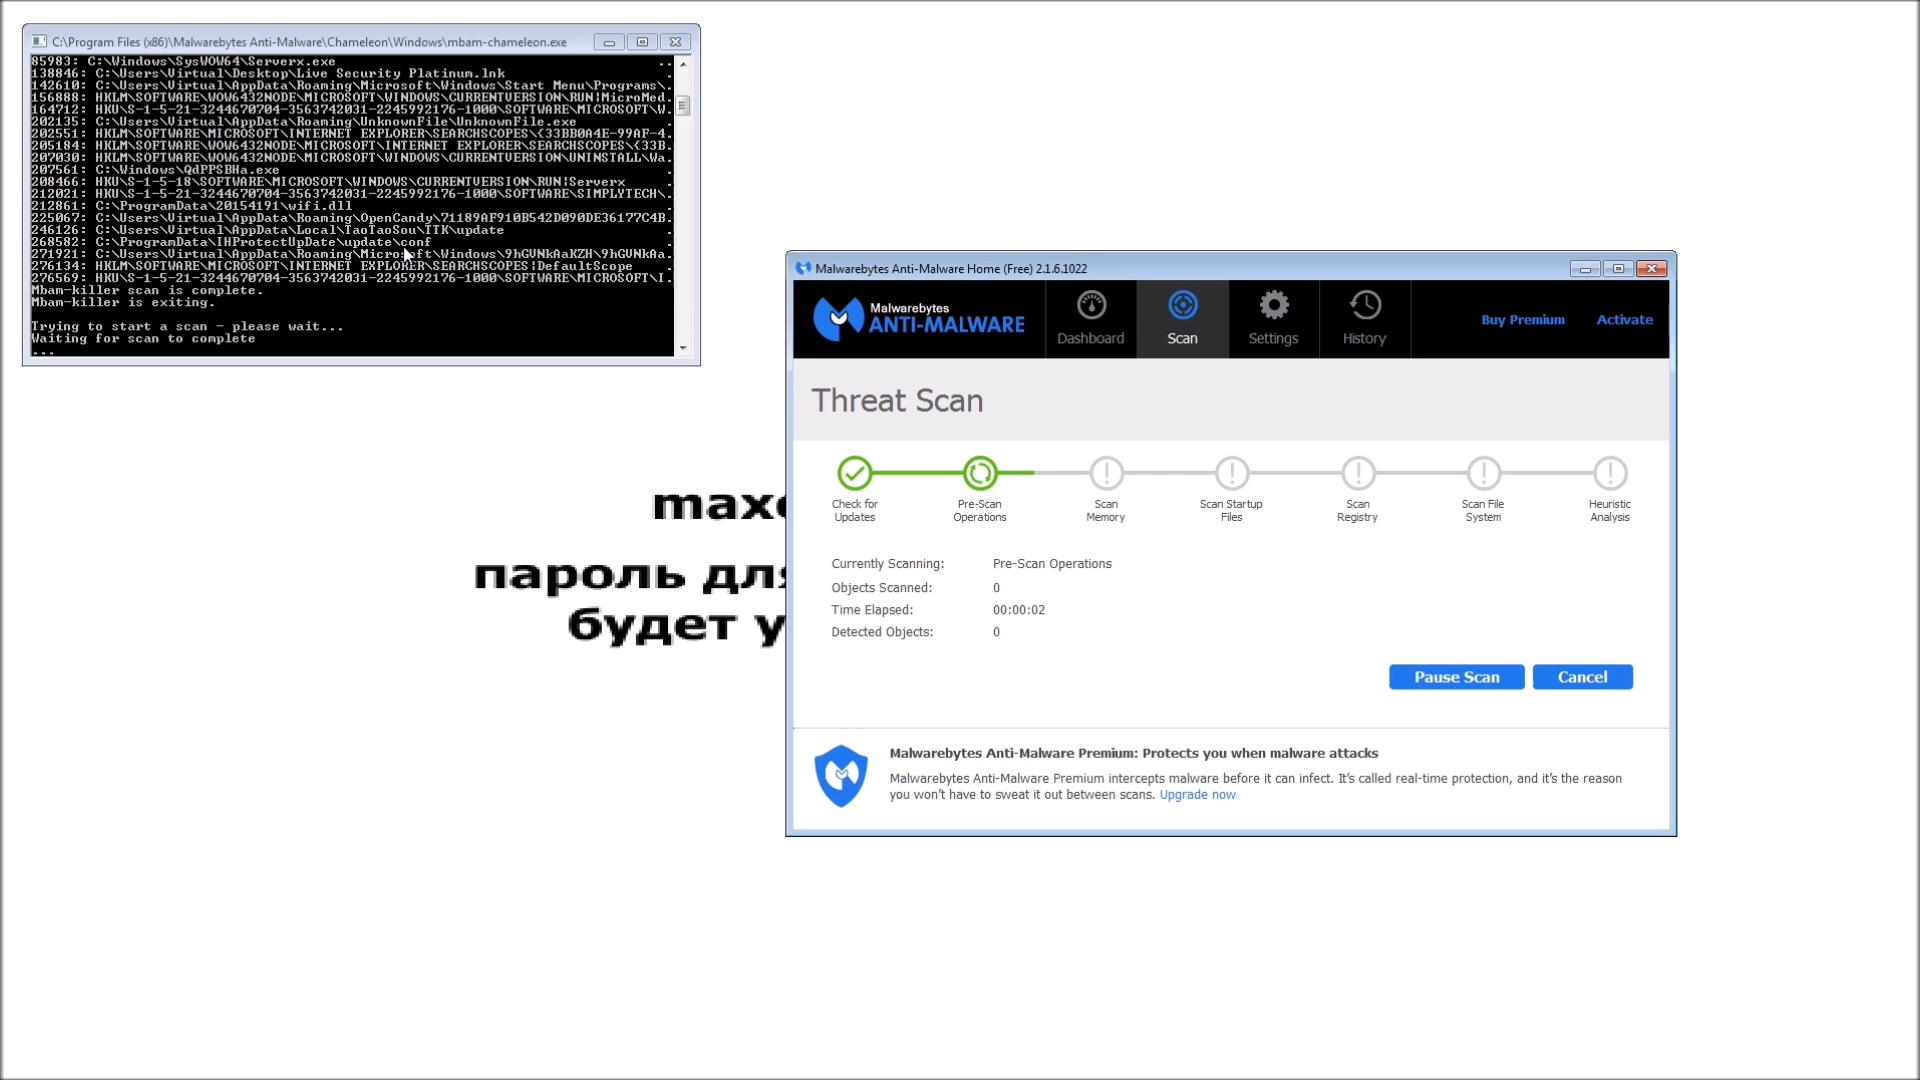 C:\Program Files (x86)\Malwarebytes Anti-Malware\Chameleon\Windows\mbam-chameleon.exe
85983: C:\Windows\SysWOW64\Serverx.exe ..
138846: C:\Users\Virtual\Desktop\Live Security Platinum.lnk .
142610: C:\Users\Virtual\AppData\Roaming\Microsoft\Windows\Start Menu\Programs\.
156888: HKLM\SOFTWARE\WOW6432NODE\MICROSOFT\WINDOWS\CURRENTVERSION\RUN|MicroMed.
164712: HKU\S-1-5-21-3244670704-3563742031-2245992176-1000\SOFTWARE\MICROSOFT\W.
202135: C:\Users\Virtual\AppData\Roaming\UnknownFile\UnknownFile.exe .
202551: HKLM\SOFTWARE\MICROSOFT\INTERNET EXPLORER\SEARCHSCOPES\{33BB0A4E-99AF-4.
205184: HKLM\SOFTWARE\WOW6432NODE\MICROSOFT\INTERNET EXPLORER\SEARCHSCOPES\{33B.
207030: HKLM\SOFTWARE\WOW6432NODE\MICROSOFT\WINDOWS\CURRENTVERSION\UNINSTALL\Wa.
207561: C:\Windows\QdPPSBHa.exe .
208466: HKU\S-1-5-18\SOFTWARE\MICROSOFT\WINDOWS\CURRENTVERSION\RUN|Serverx .
212021: HKU\S-1-5-21-3244670704-3563742031-2245992176-1000\SOFTWARE\SIMPLYTECH\.
212861: C:\ProgramData\20154191\wifi.dll .
225067: C:\Users\Virtual\AppData\Roaming\OpenCandy\71189AF910B542D090DE36177C4B.
246126: C:\Users\Virtual\AppData\Local\TaoTaoSou\TTK\update .
268582: C:\ProgramData\IHProtectUpDate\update\conf .
271921: C:\Users\Virtual\AppData\Roaming\Microsoft\Windows\9hGUNkAaKZH\9hGUNkAa.
276134: HKLM\SOFTWARE\MICROSOFT\INTERNET EXPLORER\SEARCHSCOPES|DefaultScope .
276569: HKU\S-1-5-21-3244670704-3563742031-2245992176-1000\SOFTWARE\MICROSOFT\I.
Mbam-killer scan is complete.
Mbam-killer is exiting.
Trying to start a scan - please wait...
Waiting for scan to complete
...
Malwarebytes Anti-Malware Home (Free) 2.1.6.1022
Malwarebytes
ANTI-MALWARE
Dashboard Scan Settings History
Buy Premium Activate
Threat Scan
Check for Updates
Pre-Scan Operations
Scan Memory
Scan Startup Files
Scan Registry
Scan File System
Heuristic Analysis
Currently Scanning: Pre-Scan Operations
Objects Scanned: 0
Time Elapsed: 00:00:02
Detected Objects: 0
Pause Scan Cancel
Malwarebytes Anti-Malware Premium: Protects you when malware attacks
Malwarebytes Anti-Malware Premium intercepts malware before it can infect. It's called real-time protection, and it's the reason
you won't have to sweat it out between scans. Upgrade now
пароль
будет у